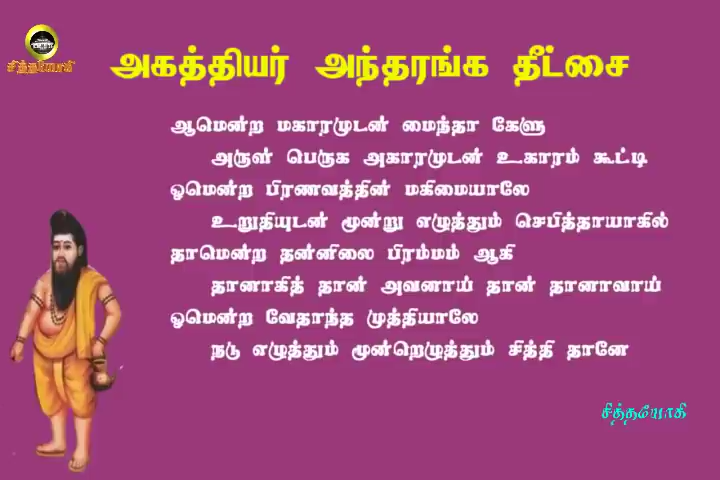 சித்தயோகி
அகத்தியர் அந்தரங்க தீட்சை
ஆமென்ற மகாரமுடன் மைந்தா கேளு
அருள் பெருக அகாரமுடன் உகாரம் கூட்டி
ஓமென்ற பிரணவத்தின் மகிமையாலே
உறுதியுடன் மூன்று எழுத்தும் செபித்தாயாகில்
தாமென்ற தன்னிலை பிரம்மம் ஆகி
தானாகித் தான் அவனாய் தான் தானாவாய்
ஓமென்ற வேதாந்த முத்தியாலே
நடு எழுத்தும் மூன்றெழுத்தும் சித்தி தானே
சித்தயோகி